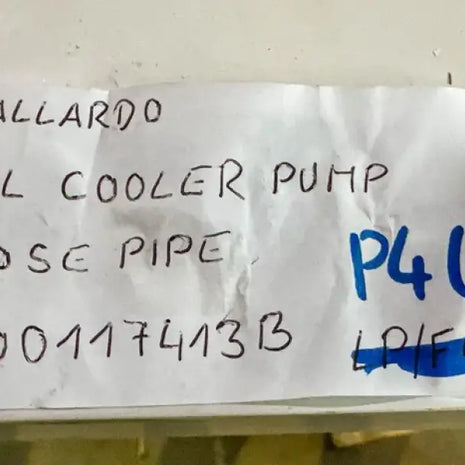 ALLARDO
L COOLER PUMP
OSE PIPE
P4
00117413B
LP/F